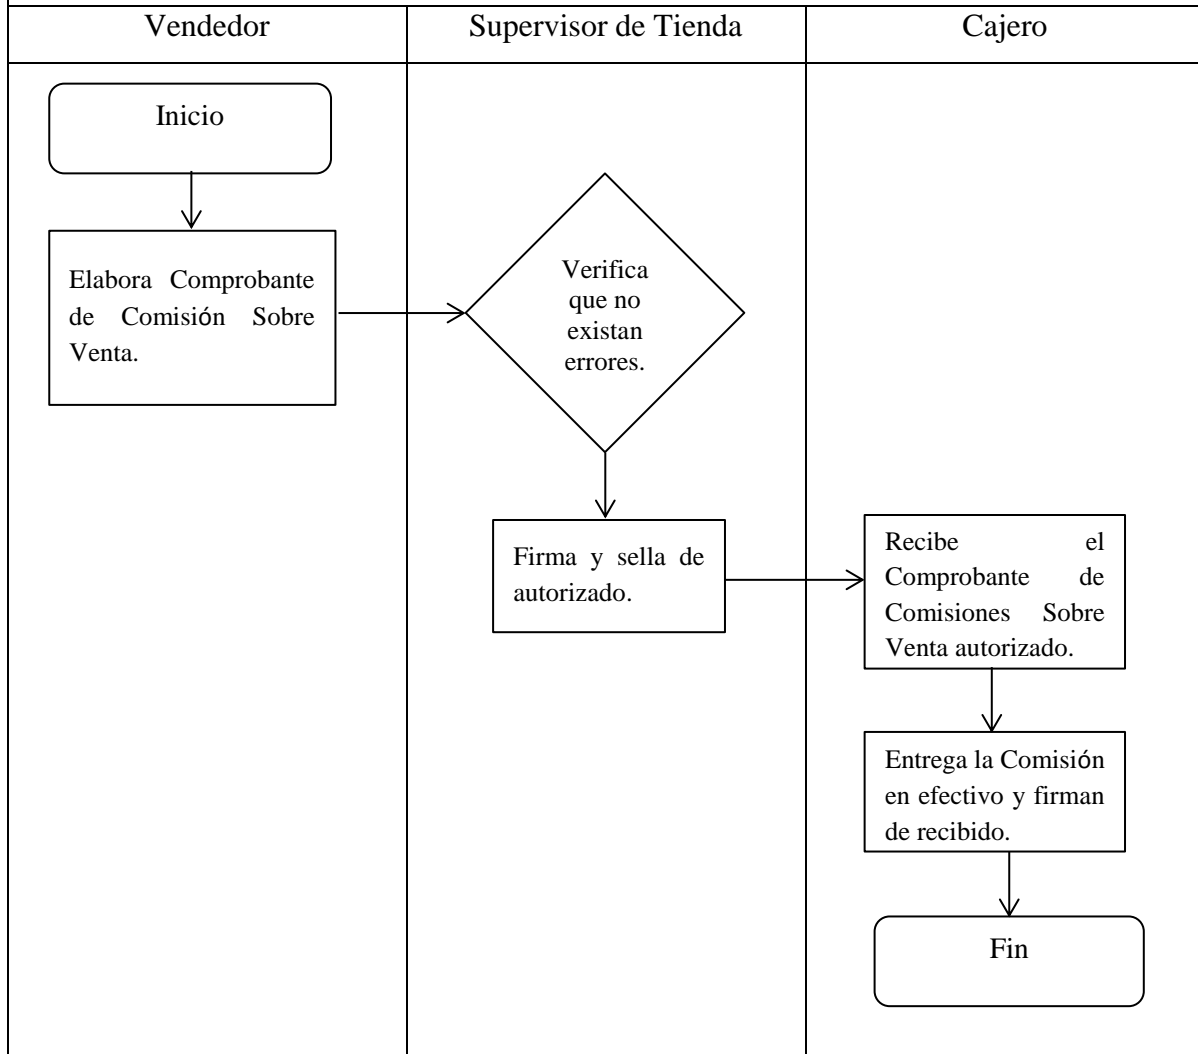 Vendedor
Supervisor de Tienda
Cajero
Inicio
Elabora Comprobante
de Comisión Sobre
Venta.
Verifica
que no
existan
errores.
Firma y sella de
autorizado.
Recibe el
Comprobante de
Comisiones Sobre
Venta autorizado.
Entrega la Comisión
en efectivo y firman
de recibido.
Fin